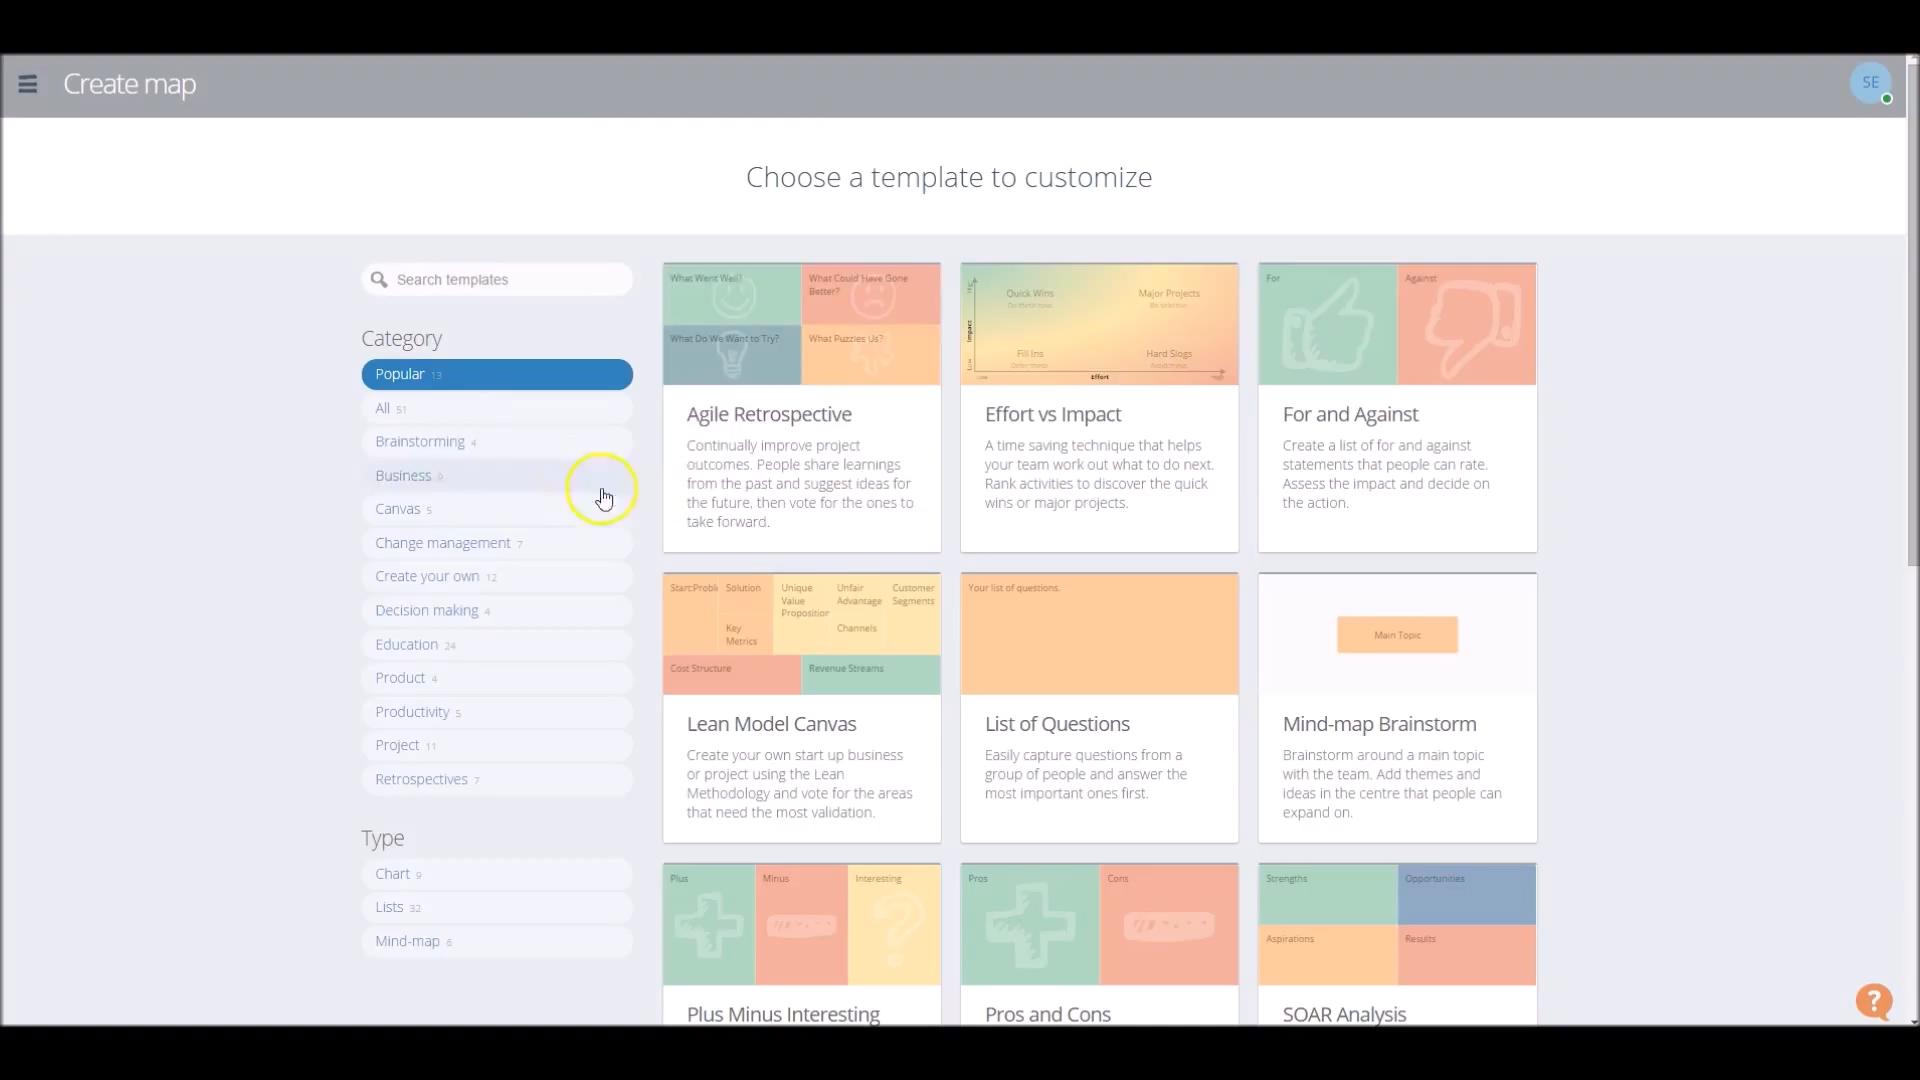 Create map
SE
Choose a template to customize
Search templates
Category
Popular 13
All 51
Brainstorming 4
Business 9
Canvas 5
Change management 7
Create your own 12
Decision making 4
Education 24
Product 4
Productivity 5
Project 11
Retrospectives 7
Type
Chart 9
Lists 32
Mind-map 6
What Went Well?
What Could Have Gone
Better?
What Do We Want to Try?
What Puzzles Us?
Agile Retrospective
Continually improve project
outcomes. People share learnings
from the past and suggest ideas for
the future, then vote for the ones to
take forward.
Quick Wins
Major Projects
Impact
Fill Ins
Hard Slogs
Effort
Effort vs Impact
A time saving technique that helps
your team work out what to do next.
Rank activities to discover the quick
wins or major projects.
For
Against
For and Against
Create a list of for and against
statements that people can rate.
Assess the impact and decide on
the action.
Start:Probl
Solution
Unique
Value
Proposition
Unfair
Advantage
Customer
Segments
Key
Metrics
Channels
Cost Structure
Revenue Streams
Lean Model Canvas
Create your own start up business
or project using the Lean
Methodology and vote for the areas
that need the most validation.
Your list of questions.
List of Questions
Easily capture questions from a
group of people and answer the
most important ones first.
Main Topic
Mind-map Brainstorm
Brainstorm around a main topic
with the team. Add themes and
ideas in the centre that people can
expand on.
Plus
Minus
Interesting
Plus Minus Interesting
Pros
Cons
Pros and Cons
Strengths
Opportunities
Aspirations
Results
SOAR Analysis
?